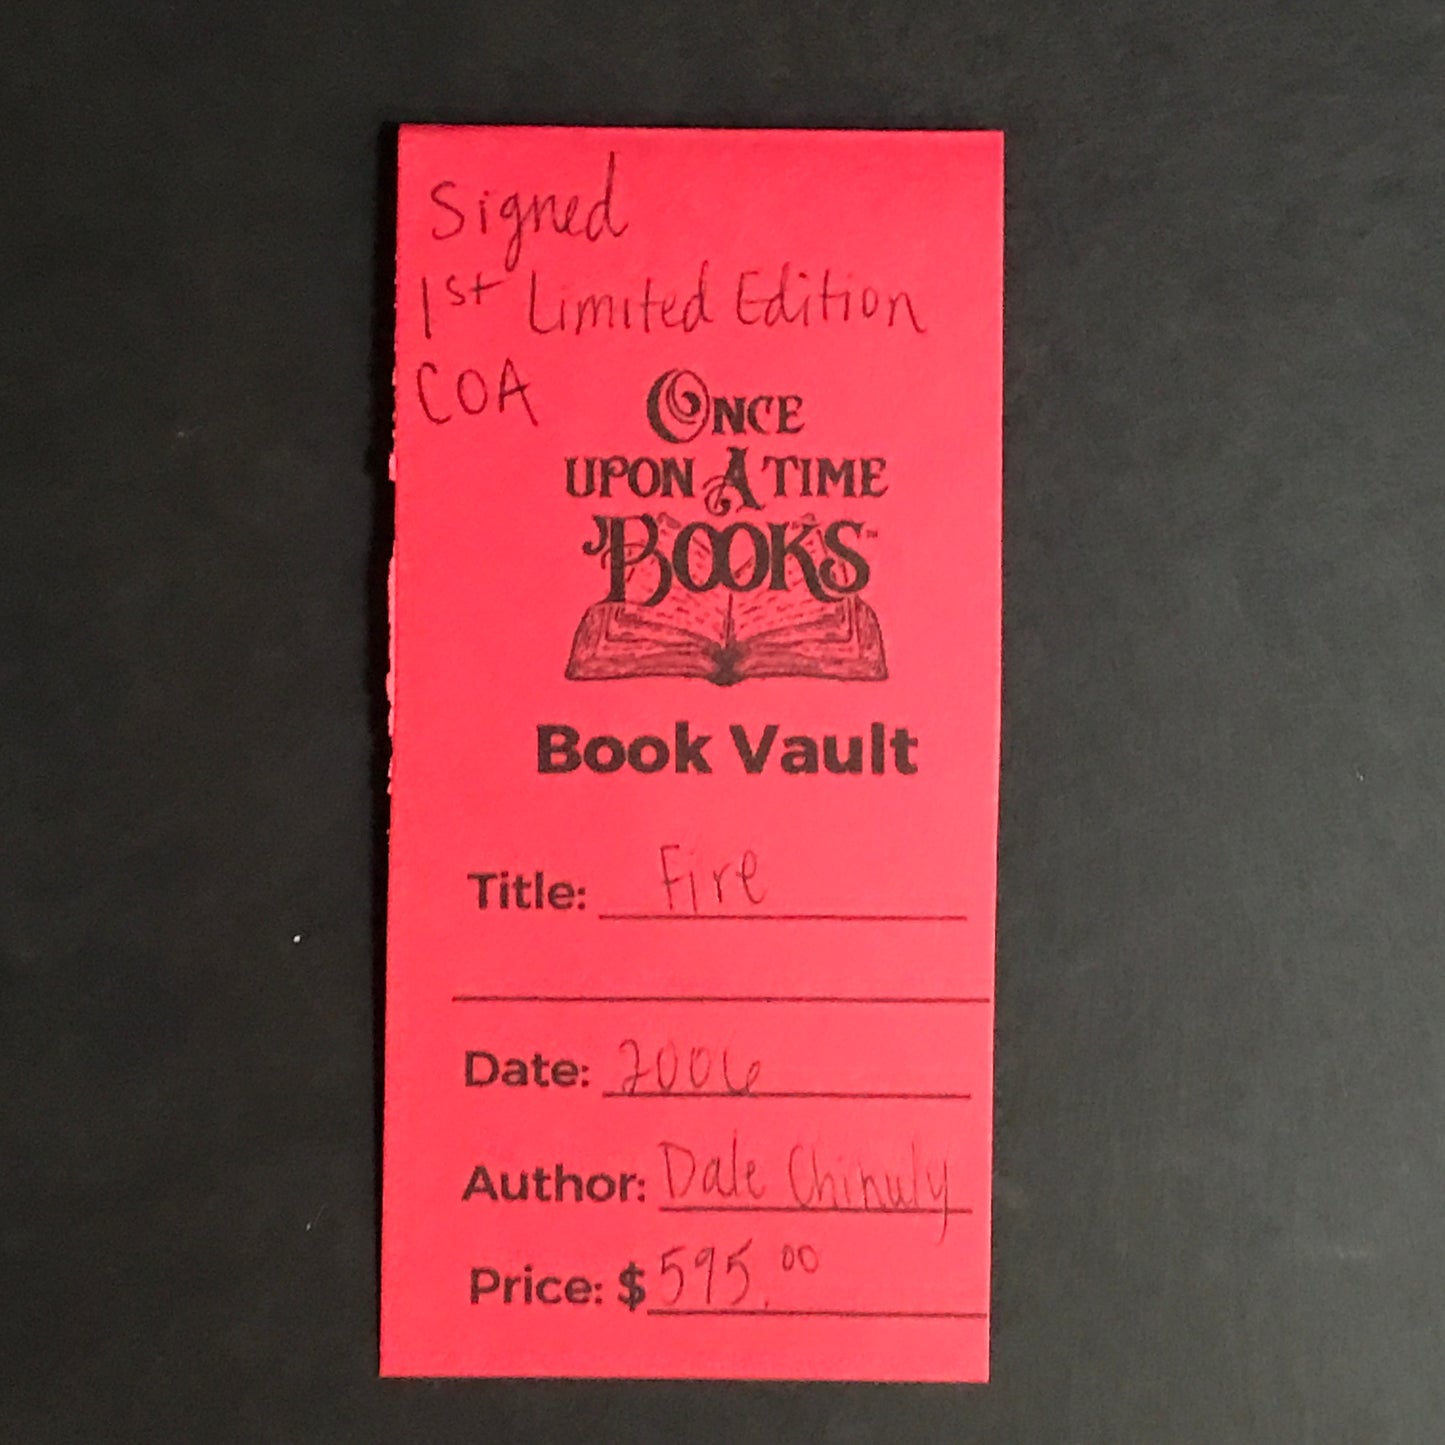 Signed
1st Limited Edition
COA
ONCE
UPON A TIME
BOOKS™
Book Vault
Title: Fire
Date: 2006
Author: Dale Chihuly
Price: $595.00